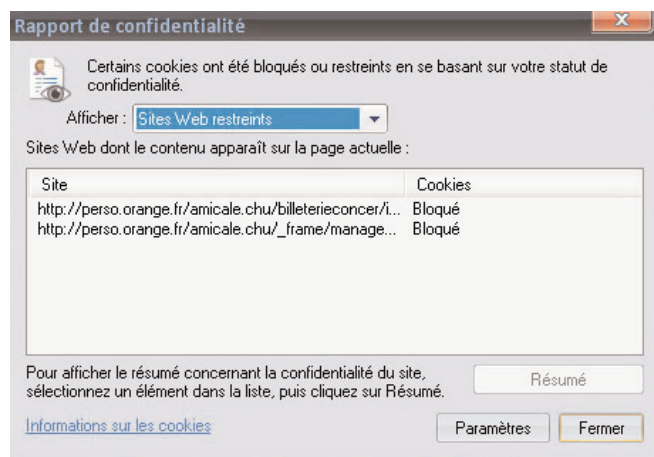 Rapport de confidentialité
Certains cookies ont été bloqués ou restreints en se basant sur votre statut de
confidentialité.
Afficher : Sites Web restreints
Sites Web dont le contenu apparaît sur la page actuelle :
Site Cookies
http://perso.orange.fr/amicale.chu/billeterieconcer/i... Bloqué
http://perso.orange.fr/amicale.chu/_frame/manage... Bloqué
Pour afficher le résumé concernant la confidentialité du site,
sélectionnez un élément dans la liste, puis cliquez sur Résumé.
Résumé
Informations sur les cookies
Paramètres
Fermer